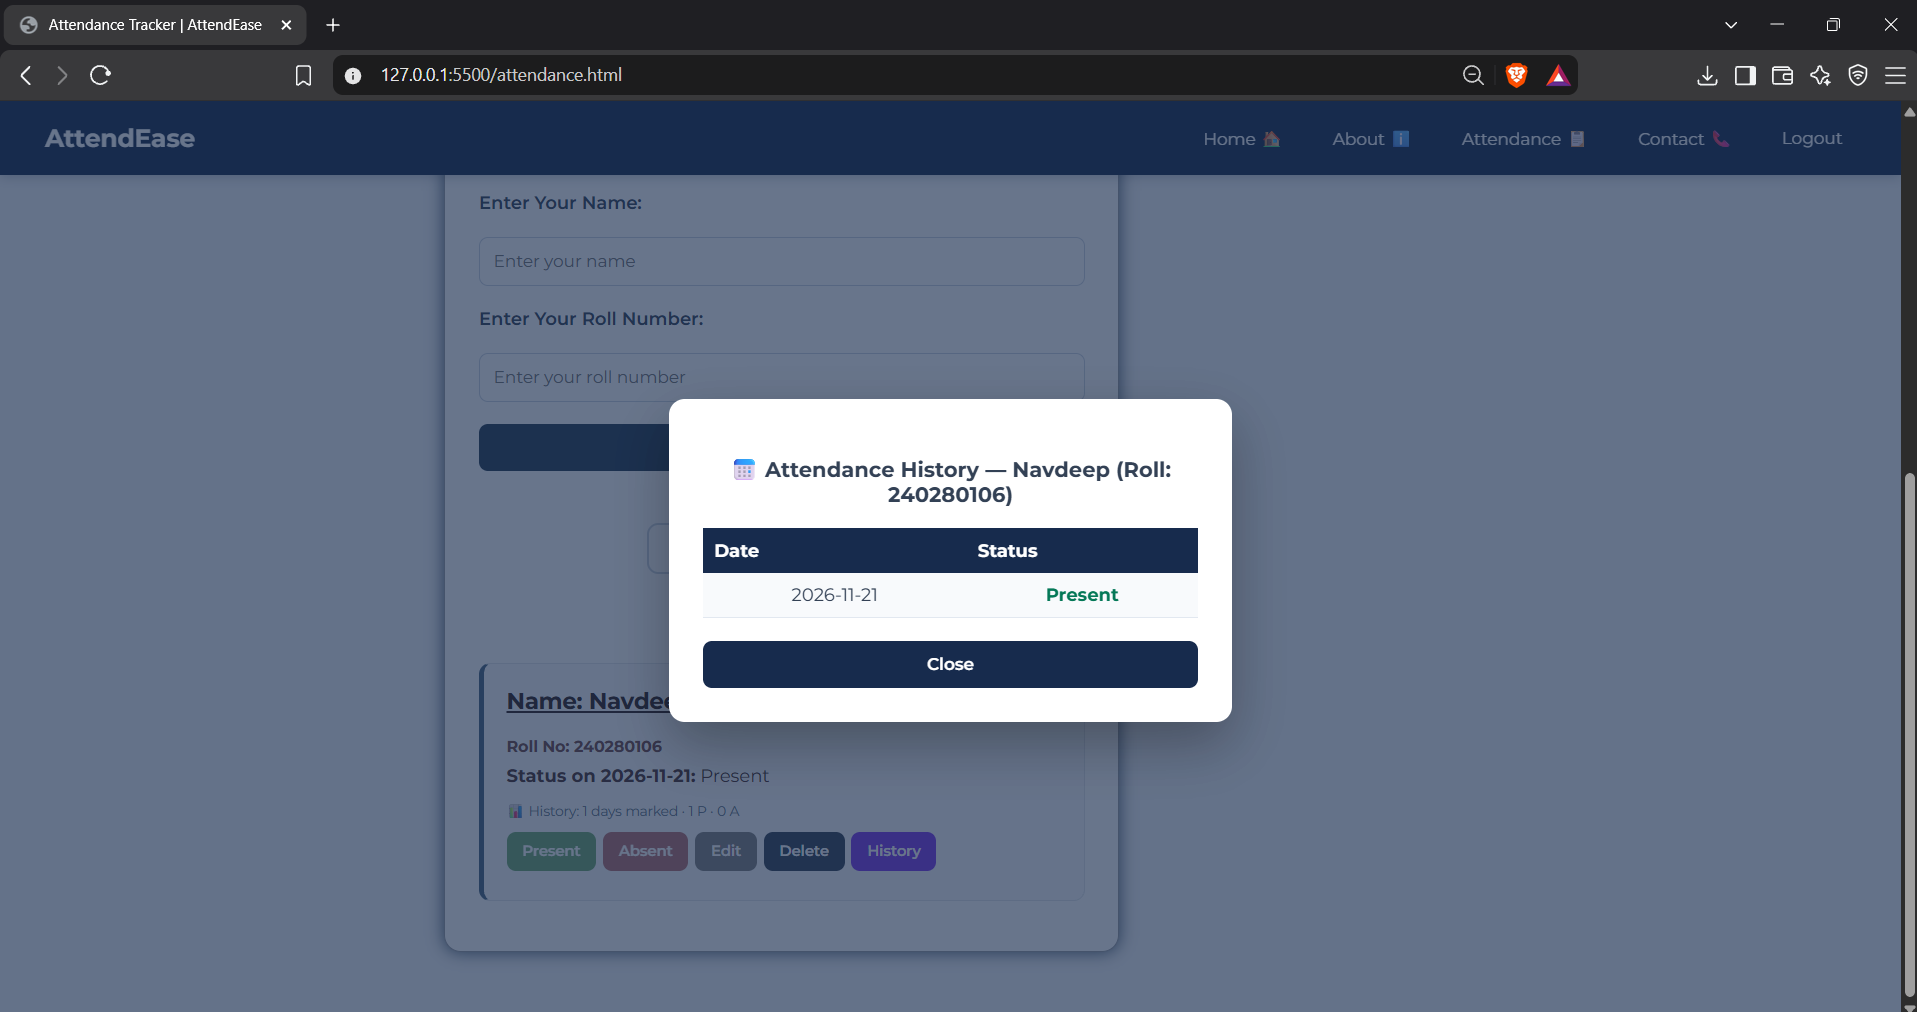 Attendance Tracker | AttendEase
127.0.0.1:5500/attendance.html
AttendEase
Home 🏠 About ℹ️ Attendance 📋 Contact 📞 Logout
Enter Your Name:
Enter your name
Enter Your Roll Number:
Enter your roll number
📅 Attendance History — Navdeep (Roll:
240280106)
Date Status
2026-11-21 Present
Close
Name: Navdee
Roll No: 240280106
Status on 2026-11-21: Present
📊 History: 1 days marked · 1 P · 0 A
Present Absent Edit Delete History